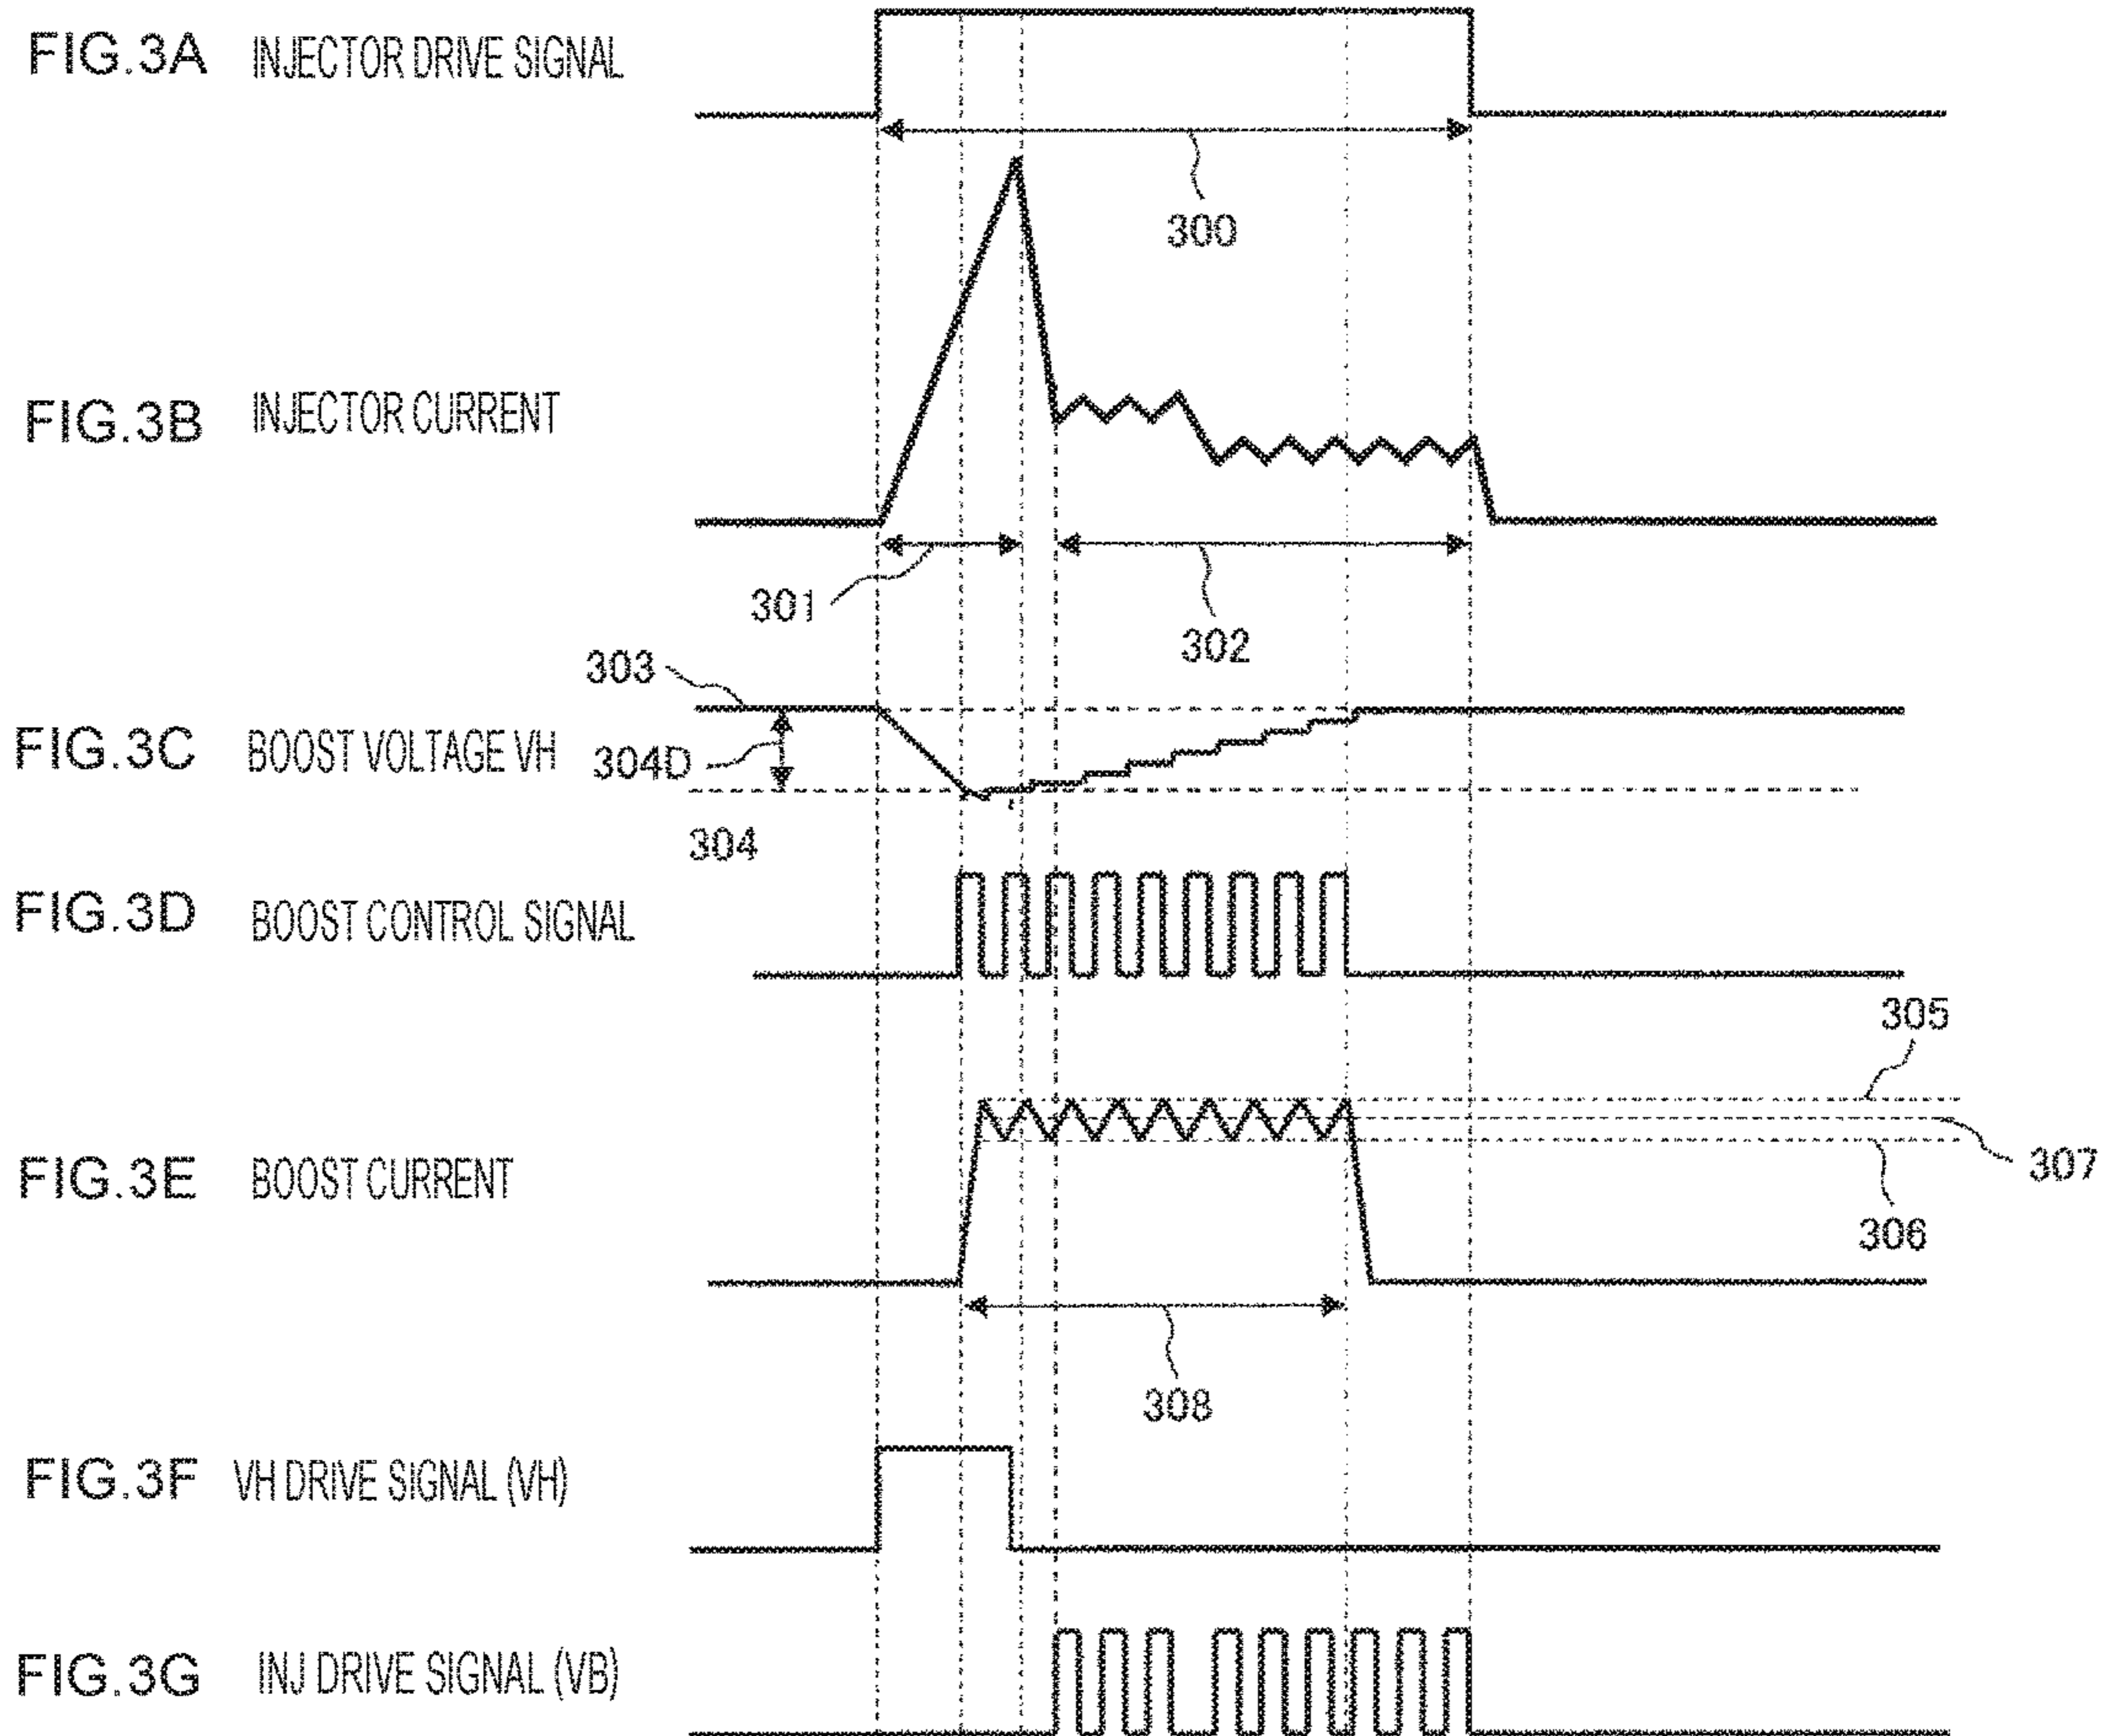 FIG.3A INJECTOR DRIVE SIGNAL
300
FIG.3B INJECTOR CURRENT
301
302
303
FIG.3C BOOST VOLTAGE VH
304D
304
FIG.3D BOOST CONTROL SIGNAL
305
307
306
FIG.3E BOOST CURRENT
308
FIG.3F VH DRIVE SIGNAL (VH)
FIG.3G INJ DRIVE SIGNAL (VB)